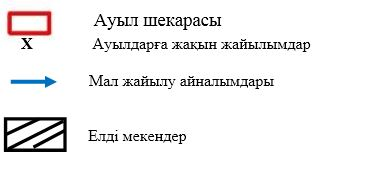 Ауыл шекарасы
X Ауылдарға жақын жайылымдар
Мал жайылу айналымдары
Елді мекендер